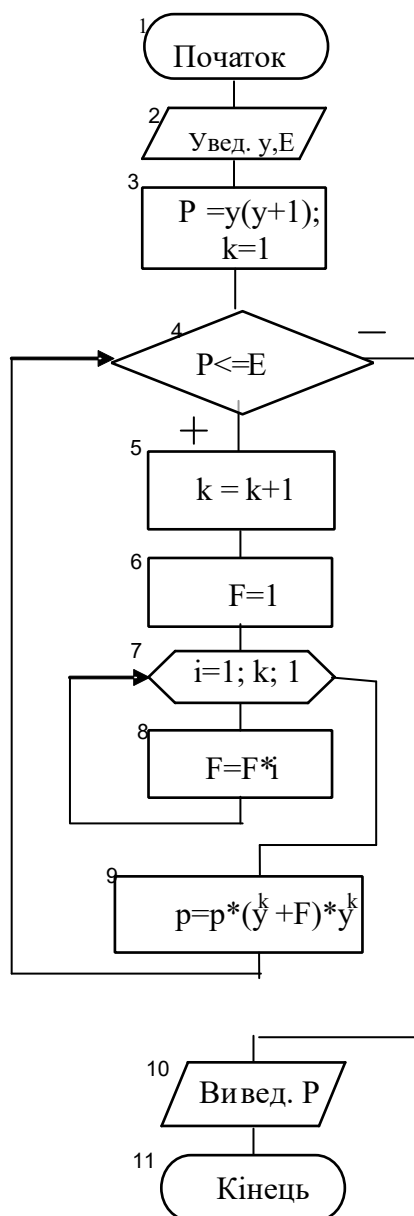 1
Початок
2
Увед. y,E
3
P =y(y+1);
k=1
4
P<=E
−
+
5
k = k+1
6
F=1
7
i=1; k; 1
8
F=F*i
9
p=p*(y^k +F)*y^k
10
Вивед. P
11
Кінець